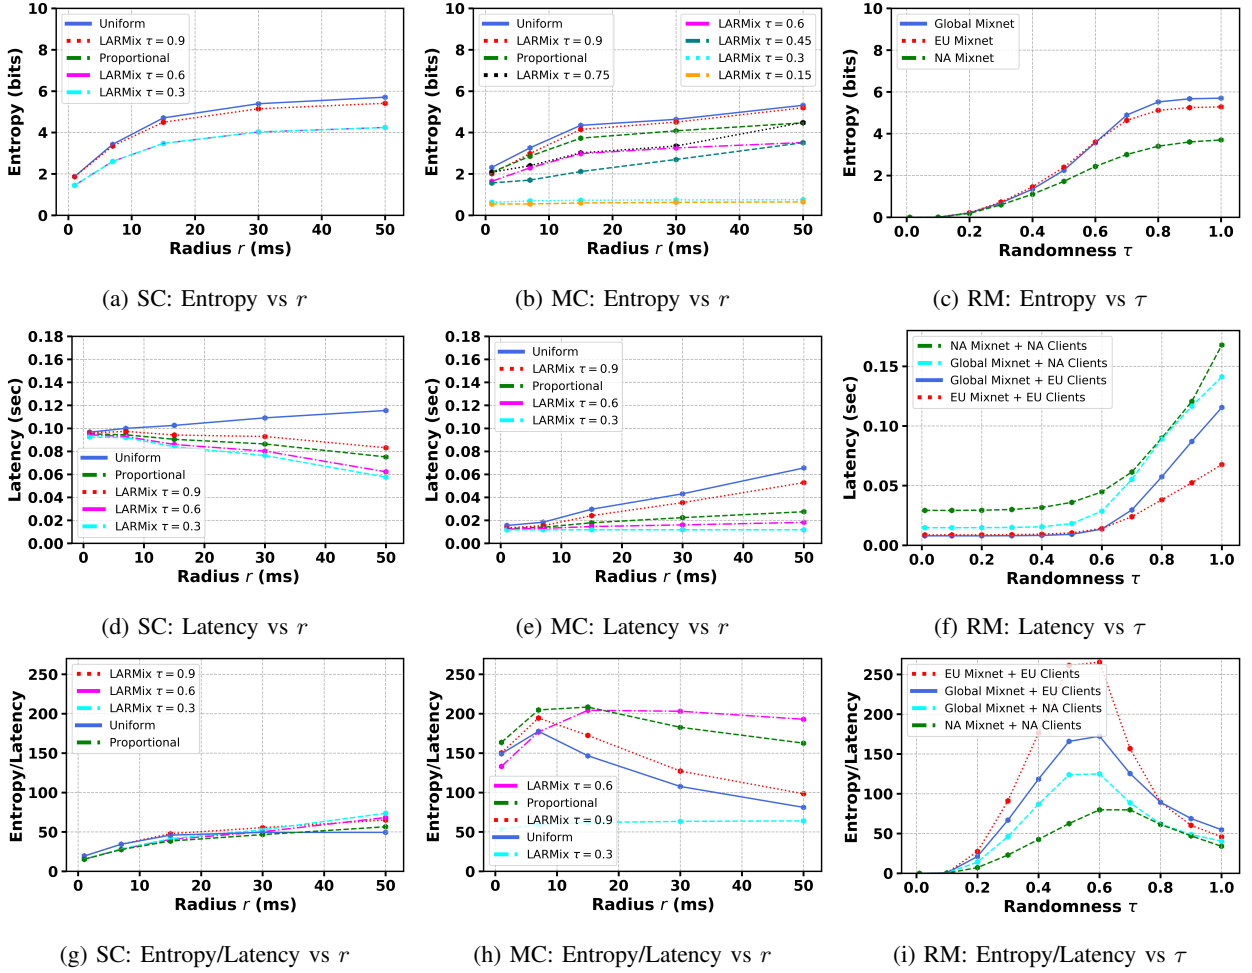 10
8
6
4
2
0
Entropy (bits)
Uniform
LARMix τ = 0.9
Proportional
LARMix τ = 0.6
LARMix τ = 0.3
0 10 20 30 40 50
Radius r (ms)
(a) SC: Entropy vs r
10
8
6
4
2
0
Entropy (bits)
Uniform
LARMix τ = 0.9
Proportional
LARMix τ = 0.75
LARMix τ = 0.6
LARMix τ = 0.45
LARMix τ = 0.3
LARMix τ = 0.15
0 10 20 30 40 50
Radius r (ms)
(b) MC: Entropy vs r
10
8
6
4
2
0
Entropy (bits)
Global Mixnet
EU Mixnet
NA Mixnet
0.0 0.2 0.4 0.6 0.8 1.0
Randomness τ
(c) RM: Entropy vs τ
0.18
0.16
0.14
0.12
0.10
0.08
0.06
0.04
0.02
0.00
Latency (sec)
Uniform
Proportional
LARMix τ = 0.9
LARMix τ = 0.6
LARMix τ = 0.3
0 10 20 30 40 50
Radius r (ms)
(d) SC: Latency vs r
0.18
0.16
0.14
0.12
0.10
0.08
0.06
0.04
0.02
0.00
Latency (sec)
Uniform
LARMix τ = 0.9
Proportional
LARMix τ = 0.6
LARMix τ = 0.3
0 10 20 30 40 50
Radius r (ms)
(e) MC: Latency vs r
0.15
0.10
0.05
0.00
Latency (sec)
NA Mixnet + NA Clients
Global Mixnet + NA Clients
Global Mixnet + EU Clients
EU Mixnet + EU Clients
0.0 0.2 0.4 0.6 0.8 1.0
Randomness τ
(f) RM: Latency vs τ
250
200
150
100
50
0
Entropy/Latency
LARMix τ = 0.9
LARMix τ = 0.6
LARMix τ = 0.3
Uniform
Proportional
0 10 20 30 40 50
Radius r (ms)
(g) SC: Entropy/Latency vs r
250
200
150
100
50
0
Entropy/Latency
LARMix τ = 0.6
Proportional
LARMix τ = 0.9
Uniform
LARMix τ = 0.3
0 10 20 30 40 50
Radius r (ms)
(h) MC: Entropy/Latency vs r
250
200
150
100
50
0
Entropy/Latency
EU Mixnet + EU Clients
Global Mixnet + EU Clients
Global Mixnet + NA Clients
NA Mixnet + NA Clients
0.0 0.2 0.4 0.6 0.8 1.0
Randomness τ
(i) RM: Entropy/Latency vs τ